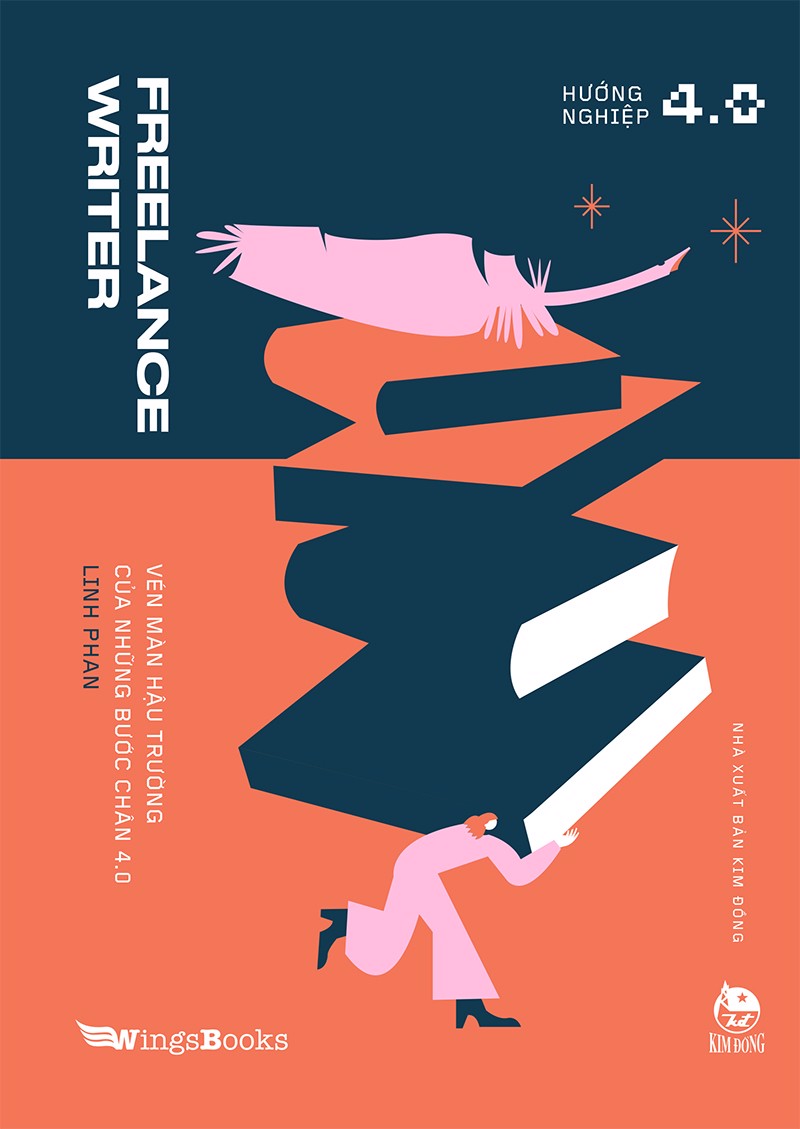 FREELANCE
WRITER
HƯỚNG
NGHIỆP 4.0
VÉN MÀN HẬU TRƯỜNG
CỦA NHỮNG BƯỚC CHÂN 4.0
LINH PHAN
NHÀ XUẤT BẢN KIM ĐỒNG
WingsBooks
kđ
KIM ĐỒNG